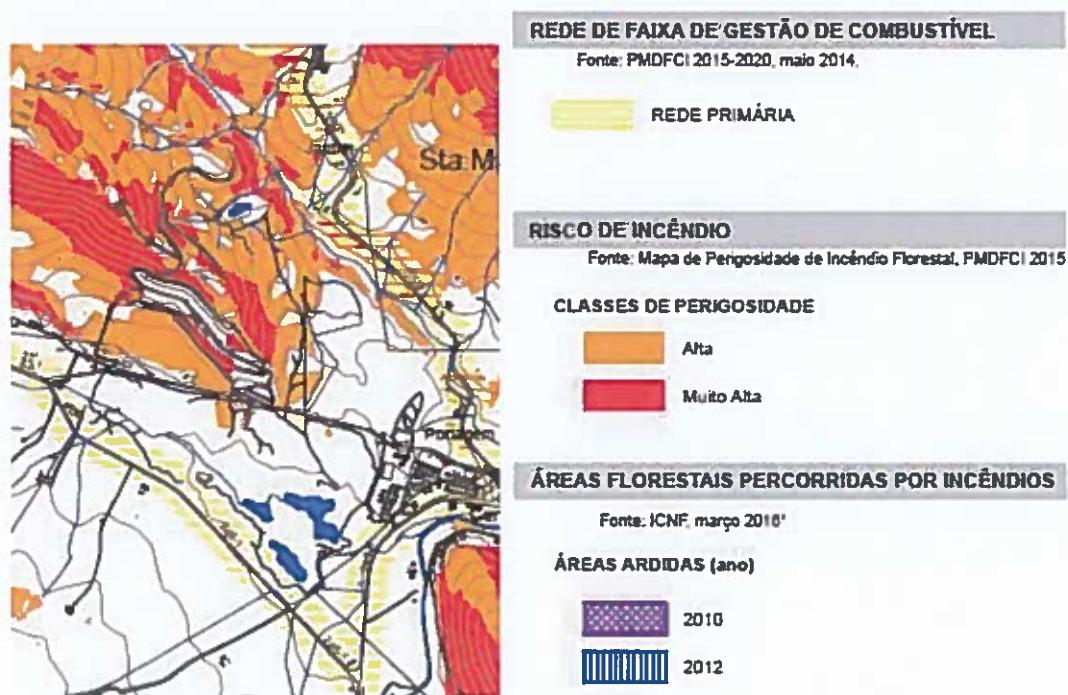 REDE DE FAIXA DE GESTÃO DE COMBUSTÍVEL
Fonte: PMDFCI 2015-2020, maio 2014.
REDE PRIMÁRIA
Sta M
RISCO DE INCÊNDIO
Fonte: Mapa de Perigosidade de Incêndio Florestal, PMDFCI 2015
CLASSES DE PERIGOSIDADE
Alta
Muito Alta
ÁREAS FLORESTAIS PERCORRIDAS POR INCÊNDIOS
Fonte: ICNF, março 2016*
ÁREAS ARDIDAS (ano)
2010
2012